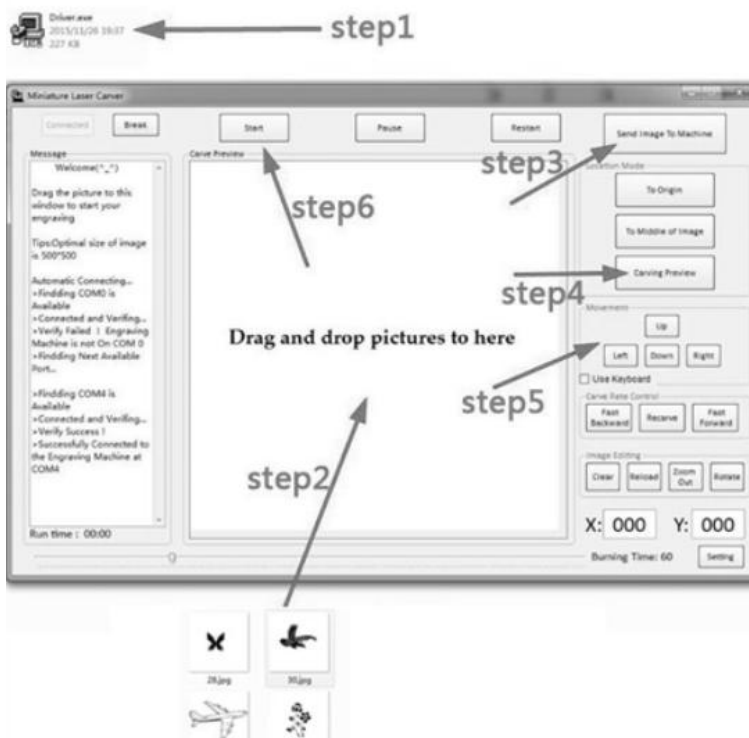 Driver.exe
2015/11/26 19:37
227 KB
step1
Miniature Laser Carver
Connected
Break
Start
Pause
Restart
Send Image To Machine
Message
Welcome(^_^)
Drag the picture to this
window to start your
engraving
Tips:Optimal size of image
is 500*500
Automatic Connecting...
»Findding COM0 is
Available
»Connected and Verifing...
»Verify Failed ! Engraving
Machine is not On COM 0
»Findding Next Available
Port...
»Findding COM4 is
Available
»Connected and Verifing...
»Verify Success !
»Successfully Connected to
the Engraving Machine at
COM4
Run time : 00:00
Carve Preview
step6
Drag and drop pictures to here
step2
step3
Location Mode
To Origin
To Middle of Image
Carving Preview
step4
Movement
Up
Left
Down
Right
step5
Use Keyboard
Carve Rate Control
Fast
Backward
Recarve
Fast
Forward
Image Editing
Clear
Reload
Zoom
Out
Rotate
X: 000
Y: 000
Burning Time: 60
Setting
28.jpg
30.jpg